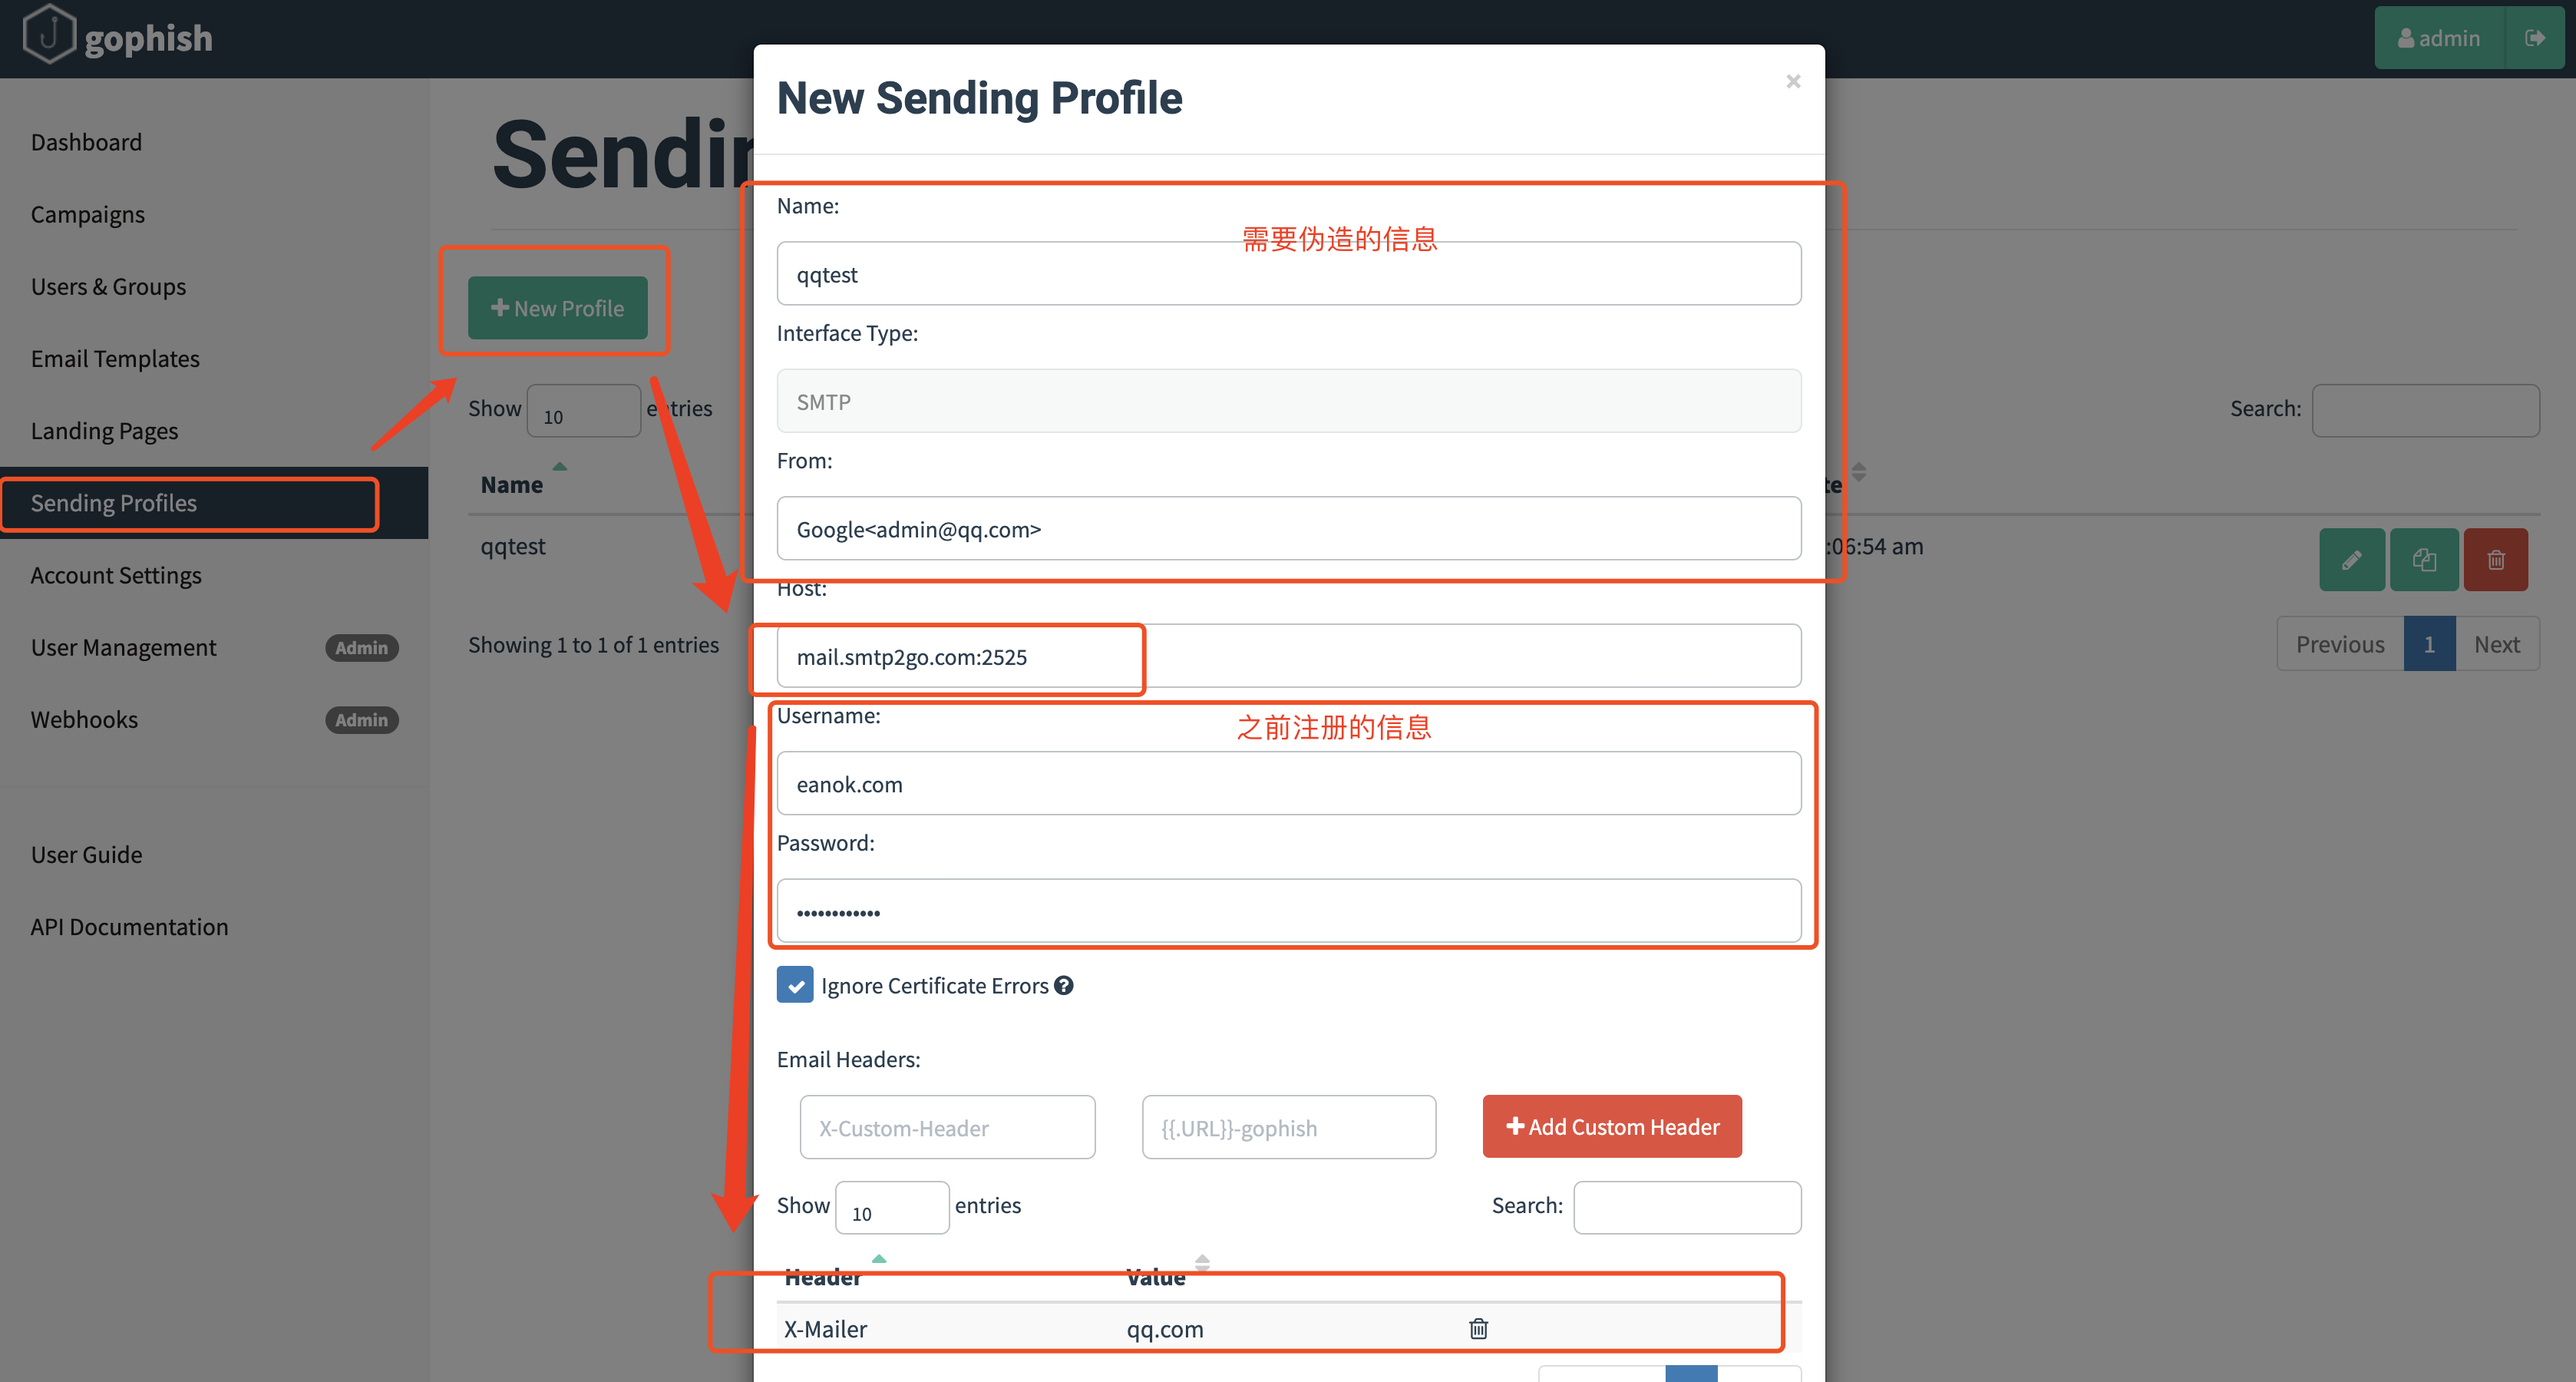 gophish
admin
Dashboard
Campaigns
Users & Groups
Email Templates
Landing Pages
Sending Profiles
Account Settings
User Management Admin
Webhooks Admin
User Guide
API Documentation
New Profile
Show 10 entries
Search:
Name
qqtest
:06:54 am
Showing 1 to 1 of 1 entries
Previous 1 Next
New Sending Profile
×
Name:
需要伪造的信息
qqtest
Interface Type:
SMTP
From:
Google<admin@qq.com>
Host:
mail.smtp2go.com:2525
Username:
之前注册的信息
eanok.com
Password:
••••••••••••
Ignore Certificate Errors
Email Headers:
X-Custom-Header
{{.URL}}-gophish
Add Custom Header
Show 10 entries
Search:
Header Value
X-Mailer qq.com